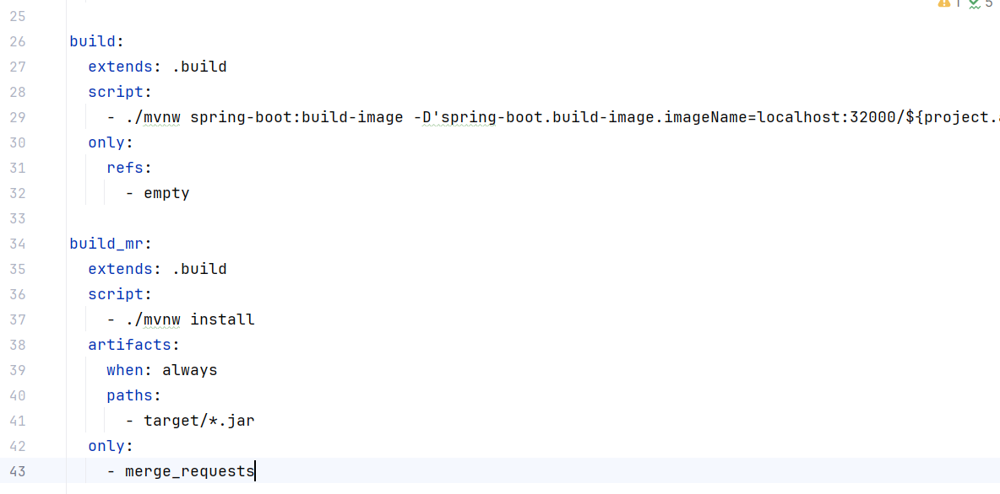 1 5
25
26 build:
27   extends: .build
28   script:
29     - ./mvnw spring-boot:build-image -D'spring-boot.build-image.imageName=localhost:32000/${project.
30   only:
31     refs:
32       - empty
33
34 build_mr:
35   extends: .build
36   script:
37     - ./mvnw install
38   artifacts:
39     when: always
40     paths:
41       - target/*.jar
42   only:
43     - merge_requests